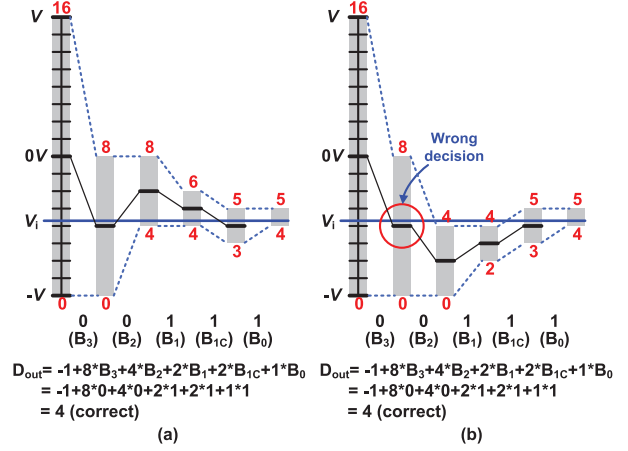 V 16
0V 8 8
6
5 5
Vi
4 4
3 4
-V 0 0
0 0 1 1 1
(B3) (B2) (B1) (B1C) (B0)
Dout= -1+8*B3+4*B2+2*B1+2*B1C+1*B0
= -1+8*0+4*0+2*1+2*1+1*1
= 4 (correct)
(a)
V 16
Wrong
decision
0V 8
4 4 5 5
Vi
4
3
2
-V 0 0 0
0 0 1 1 1
(B3) (B2) (B1) (B1C) (B0)
Dout= -1+8*B3+4*B2+2*B1+2*B1C+1*B0
= -1+8*0+4*0+2*1+2*1+1*1
= 4 (correct)
(b)